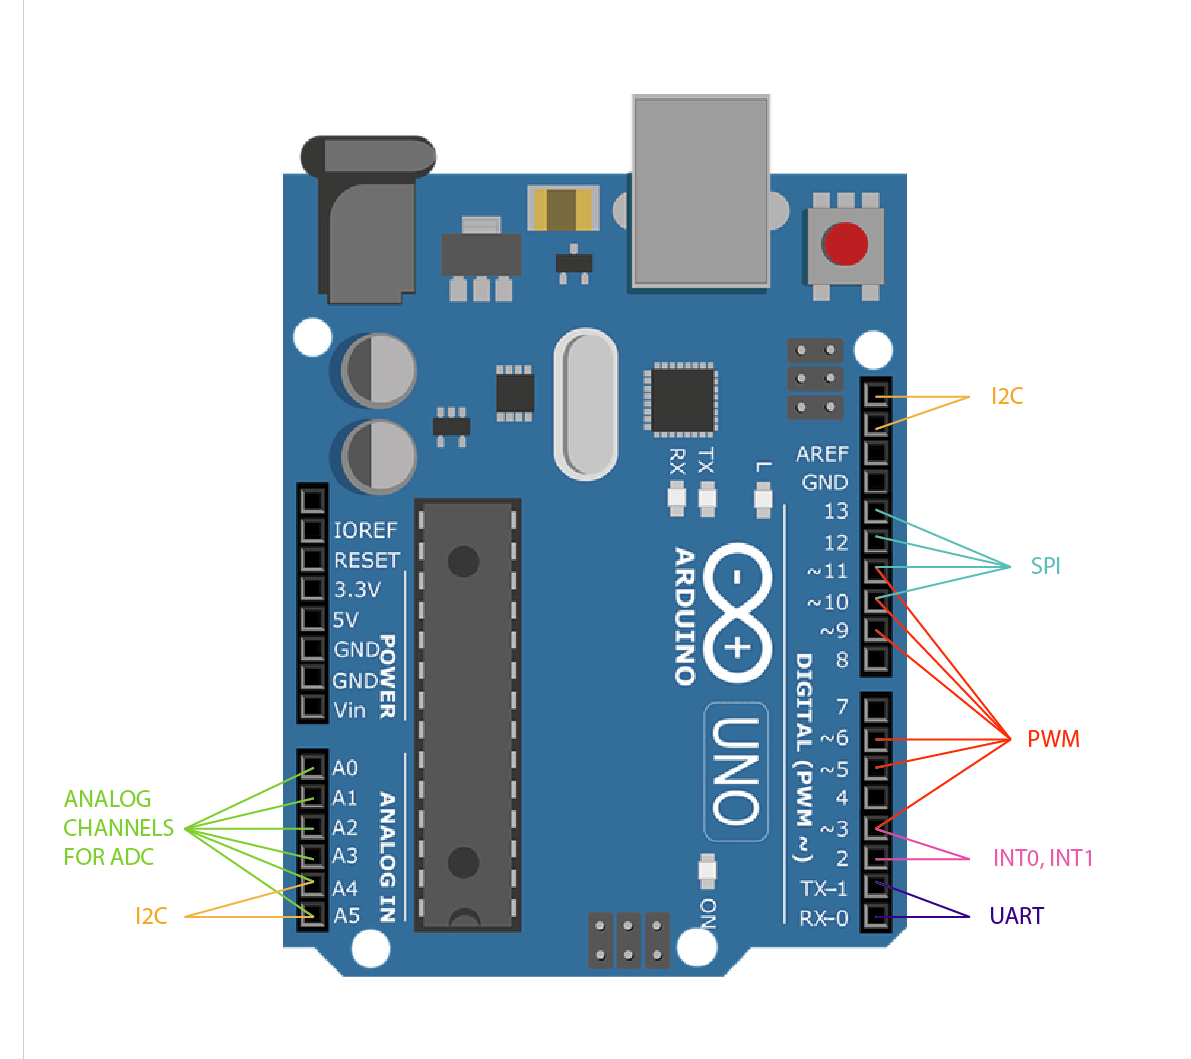 I2C
AREF
GND
13
12
~11
~10
~9
8
SPI
7
~6
~5
4
~3
2
TX-1
RX-0
PWM
INT0, INT1
UART
DIGITAL (PWM ~)
RX
TX
L
ARDUINO
UNO
ON
IOREF
RESET
3.3V
5V
GND
GND
Vin
POWER
A0
A1
A2
A3
A4
A5
ANALOG IN
ANALOG
CHANNELS
FOR ADC
I2C